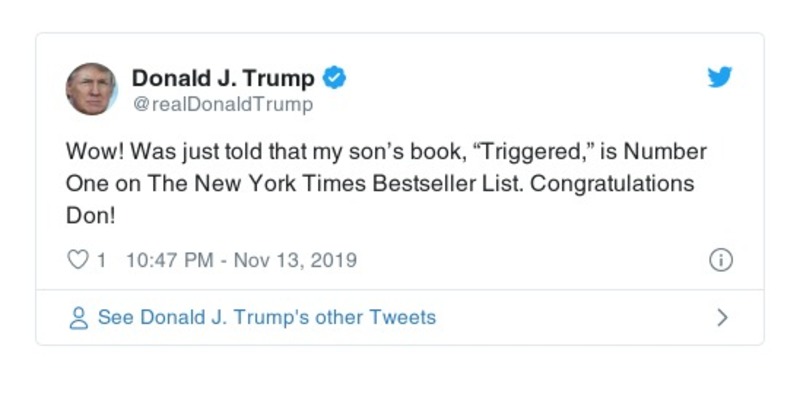 Donald J. Trump
@realDonaldTrump
Wow! Was just told that my son’s book, “Triggered,” is Number
One on The New York Times Bestseller List. Congratulations
Don!
1 10:47 PM - Nov 13, 2019
See Donald J. Trump's other Tweets